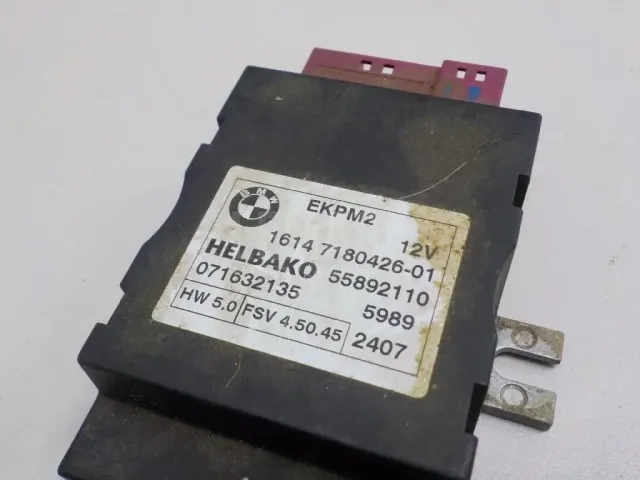 BMW
EKPM2 12V
1614 7180426-01
HELBAKO 55892110
071632135 5989
HW 5.0 FSV 4.50.45 2407